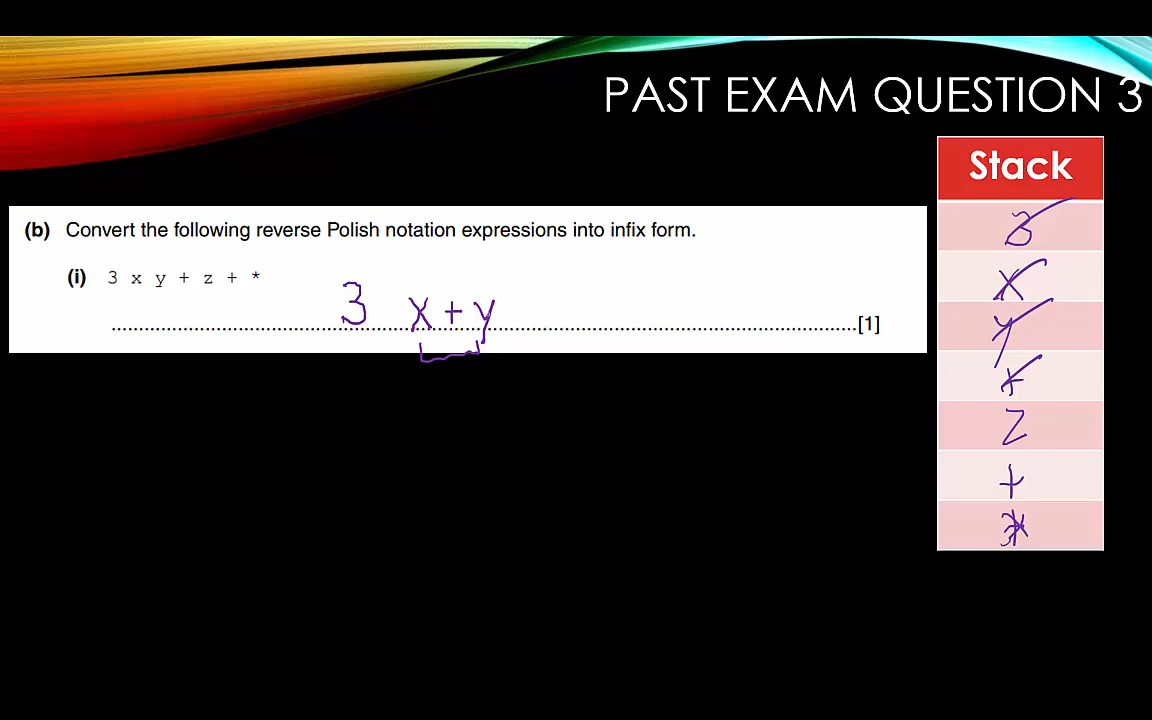 PAST EXAM QUESTION 3
Stack
(b) Convert the following reverse Polish notation expressions into infix form.
(i) 3 x y + z + *
3 x + y
[1]
3
x
y
+
z
+
*